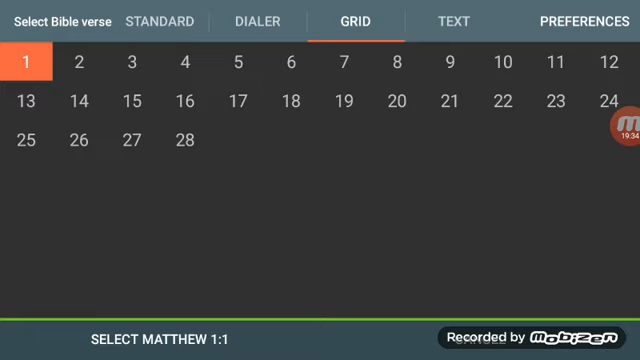 Select Bible verse STANDARD DIALER GRID TEXT PREFERENCES
1 2 3 4 5 6 7 8 9 10 11 12
13 14 15 16 17 18 19 20 21 22 23 24
19:34
25 26 27 28
SELECT MATTHEW 1:1 CANCEL
Recorded by mobizen